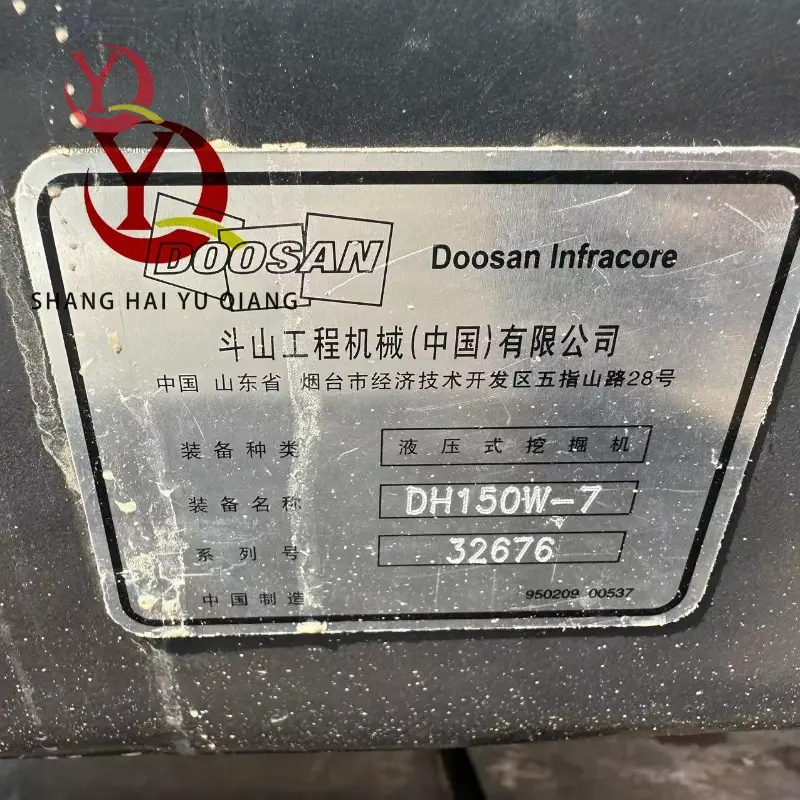 YQ
YQ
DOOSAN Doosan Infracore
SHANG HAI YU QIANG
斗山工程机械(中国)有限公司
中国 山东省 烟台市经济技术开发区五指山路28号
装备种类 液压式挖掘机
装备名称 DH150W-7
系列号 32676
中国制造 950209-00537